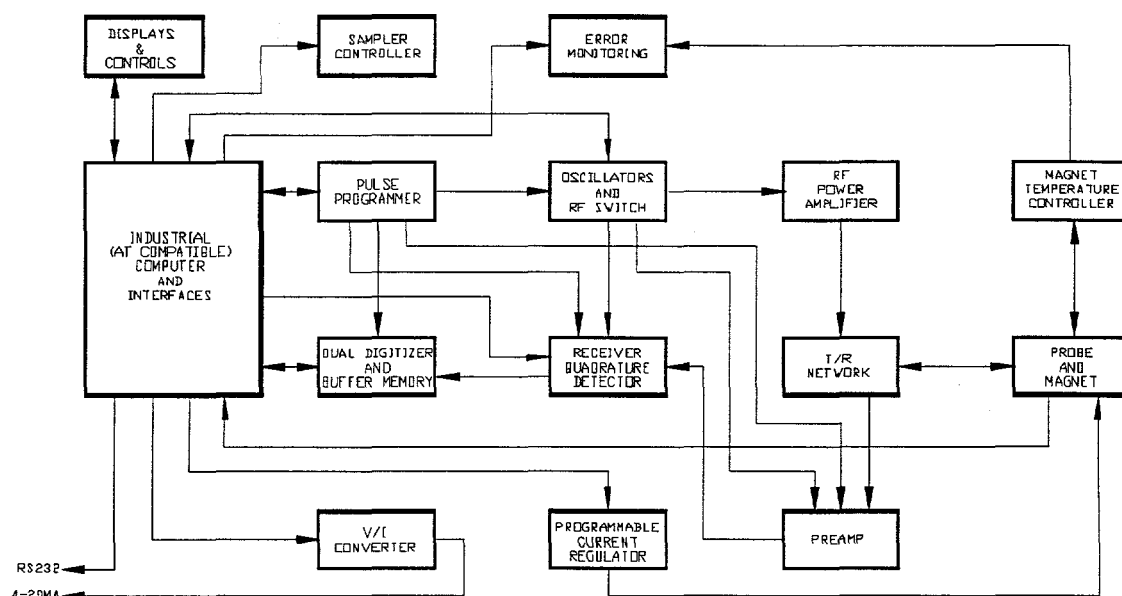 DISPLAYS
&
CONTROLS
SAMPLER
CONTROLLER
ERROR
MONITORING
INDUSTRIAL
(AT COMPATIBLE)
COMPUTER
AND
INTERFACES
PULSE
PROGRAMMER
OSCILLATORS
AND
RF SWITCH
RF
POWER
AMPLIFIER
MAGNET
TEMPERATURE
CONTROLLER
DUAL DIGITIZER
AND
BUFFER MEMORY
RECEIVER
QUADRATURE
DETECTOR
T/R
NETWORK
PROBE
AND
MAGNET
V/I
CONVERTER
PROGRAMMABLE
CURRENT
REGULATOR
PREAMP
RS232
4-20MA